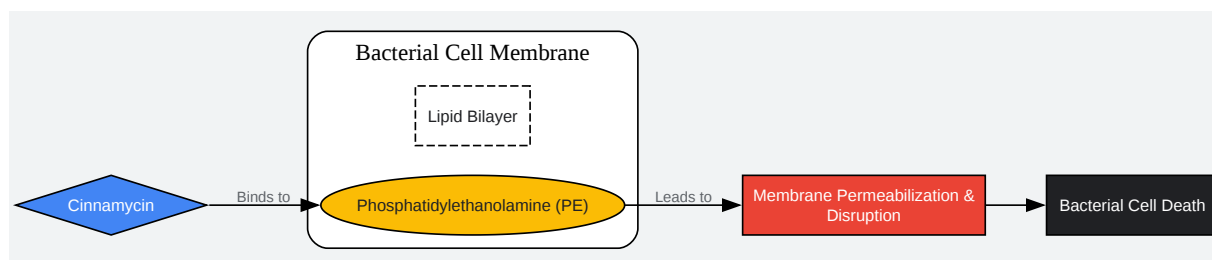 Bacterial Cell Membrane
Lipid Bilayer
Cinnamycin
Binds to
Phosphatidylethanolamine (PE)
Leads to
Membrane Permeabilization &
Disruption
Bacterial Cell Death